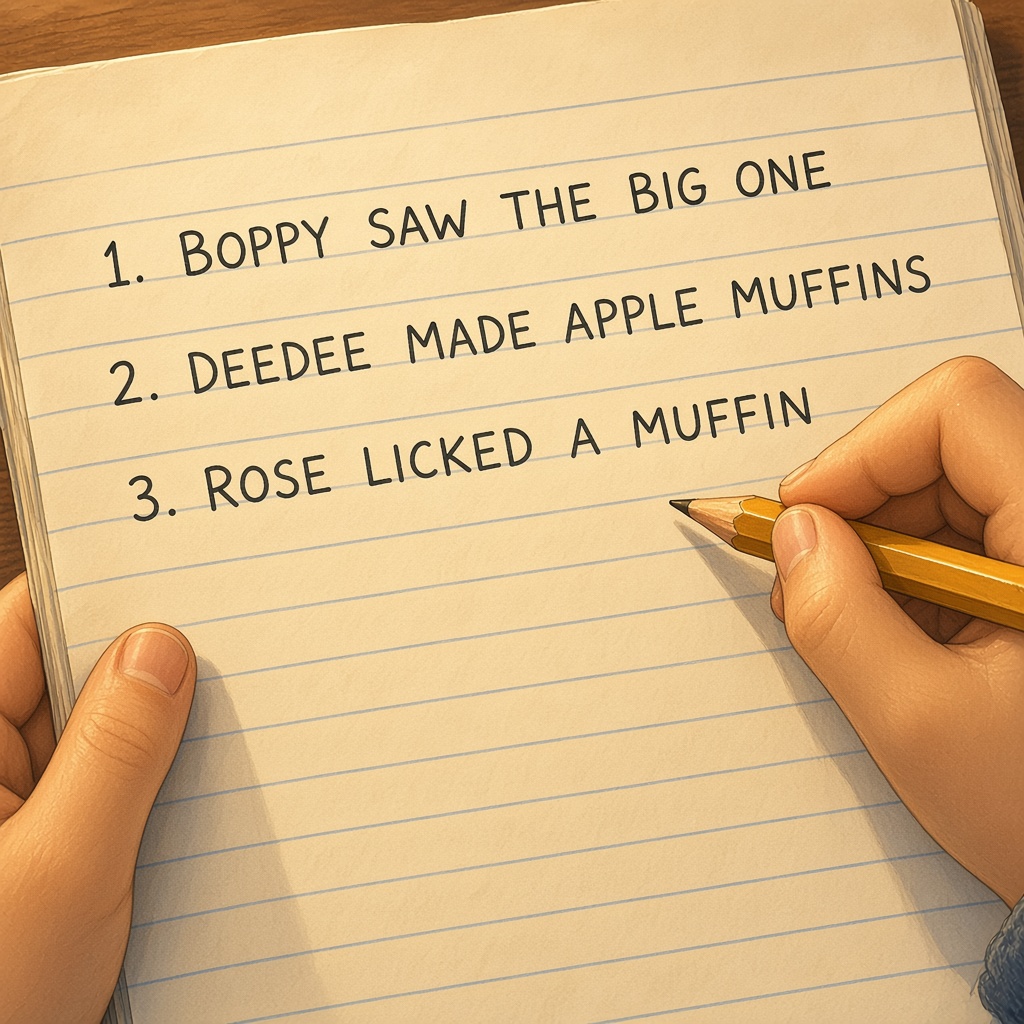 1. BOPPY SAW THE BIG ONE
2. DEEDEE MADE APPLE MUFFINS
3. ROSE LICKED A MUFFIN